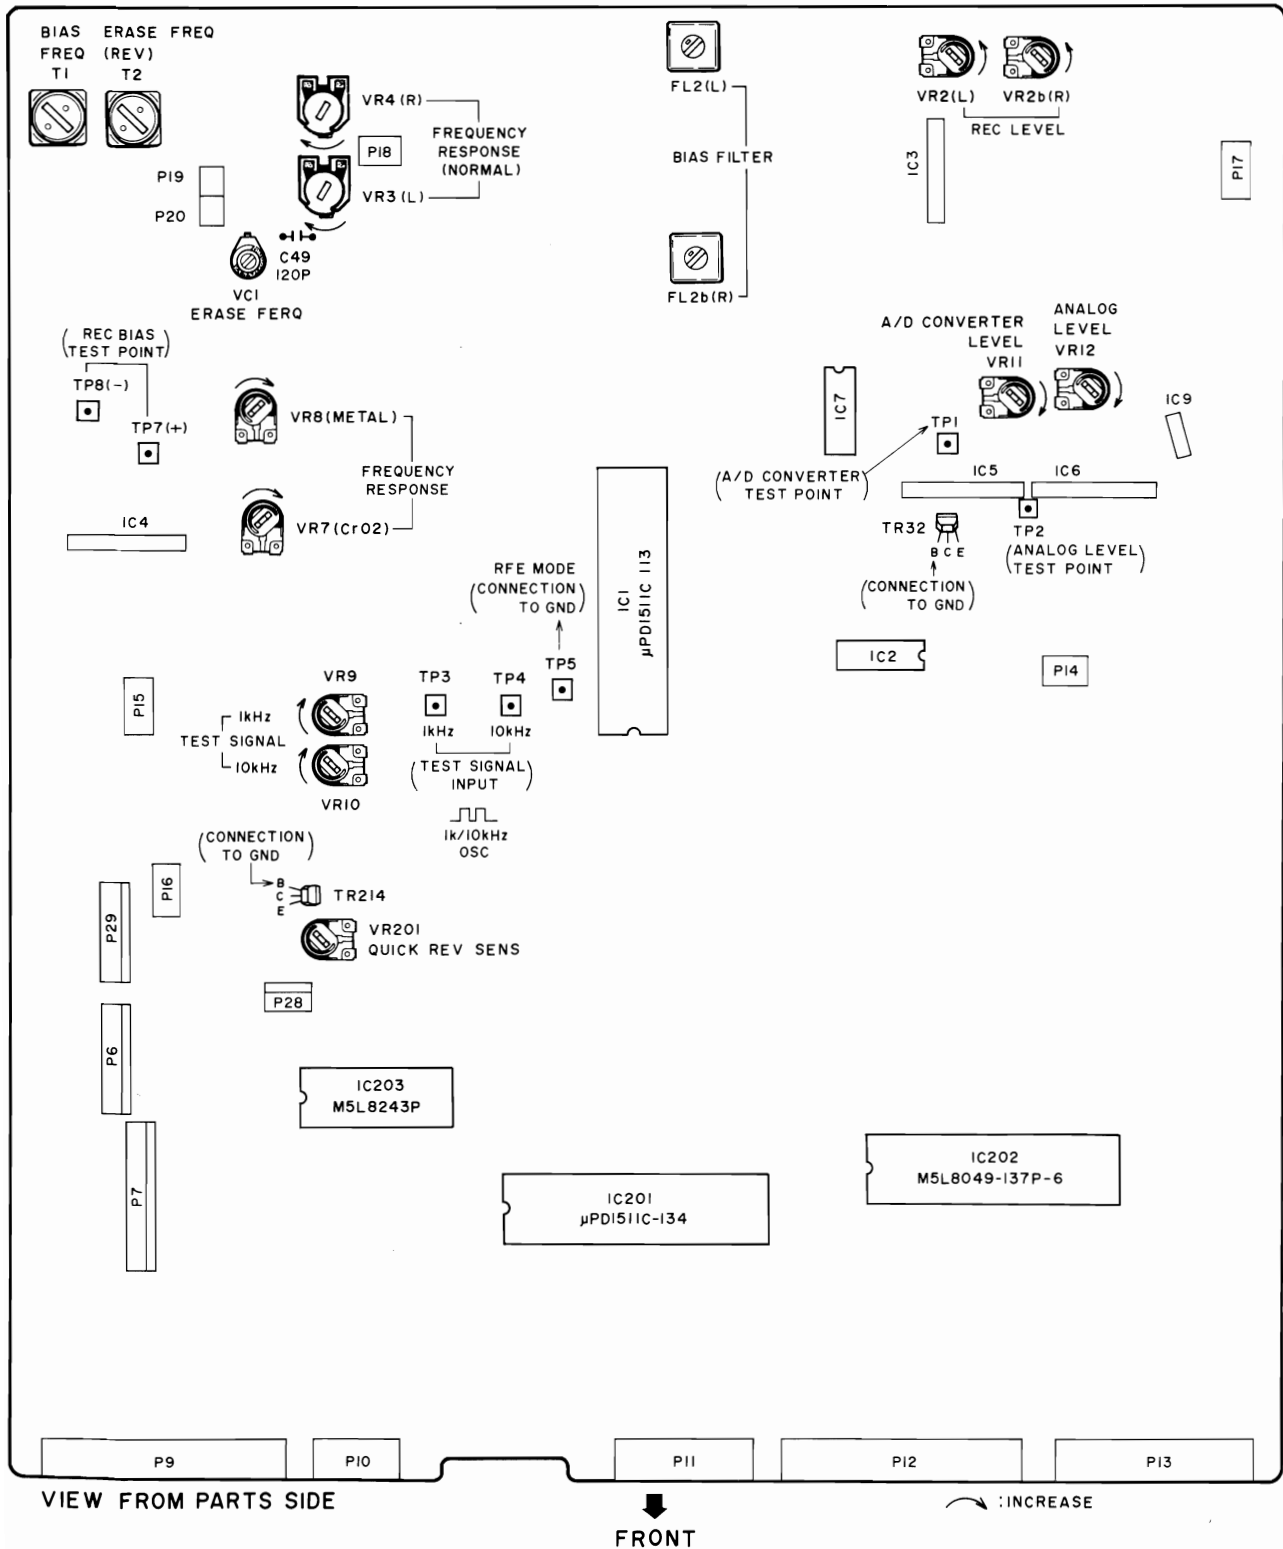 BIAS
FREQ
T1
ERASE FREQ
(REV)
T2
VR4(R)
FREQUENCY
RESPONSE
(NORMAL)
P18
VR3(L)
P19
P20
C49
120P
VC1
ERASE FERQ
FL2(L)
BIAS FILTER
FL2b(R)
VR2(L)
VR2b(R)
REC LEVEL
IC3
P17
(REC BIAS
TEST POINT)
TP8(-)
TP7(+)
VR8(METAL)
FREQUENCY
RESPONSE
VR7(CrO2)
IC4
A/D CONVERTER
LEVEL
VR11
ANALOG
LEVEL
VR12
IC7
TP1
IC9
(A/D CONVERTER
TEST POINT)
IC5
IC6
TR32
B C E
TP2
(ANALOG LEVEL
TEST POINT)
(CONNECTION
TO GND)
RFE MODE
(CONNECTION
TO GND)
IC1
μPD1511C 113
IC2
P14
TP5
P15
VR9
1kHz
TEST SIGNAL
10kHz
VR10
TP3
TP4
1kHz
10kHz
(TEST SIGNAL
INPUT)
1k/10kHz
OSC
(CONNECTION
TO GND)
B
C
E
TR214
P16
P29
VR201
QUICK REV SENS
P28
P6
IC203
M5L8243P
P7
IC201
μPD1511C-134
IC202
M5L8049-137P-6
P9
P10
P11
P12
P13
VIEW FROM PARTS SIDE
FRONT
:INCREASE